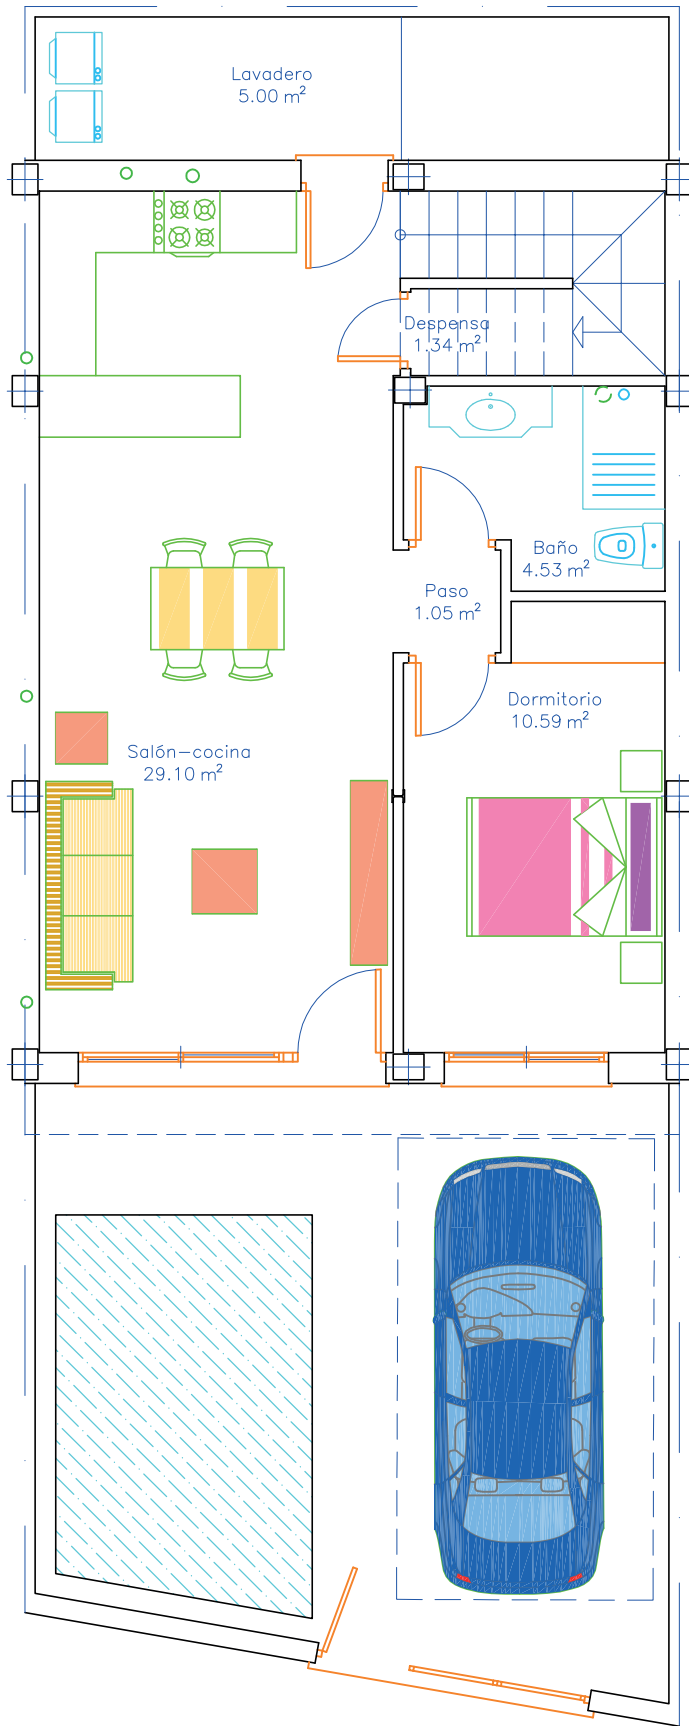 Lavadero
5.00 m²
Despensa
1.34 m²
Baño
4.53 m²
Paso
1.05 m²
Dormitorio
10.59 m²
Salón-cocina
29.10 m²